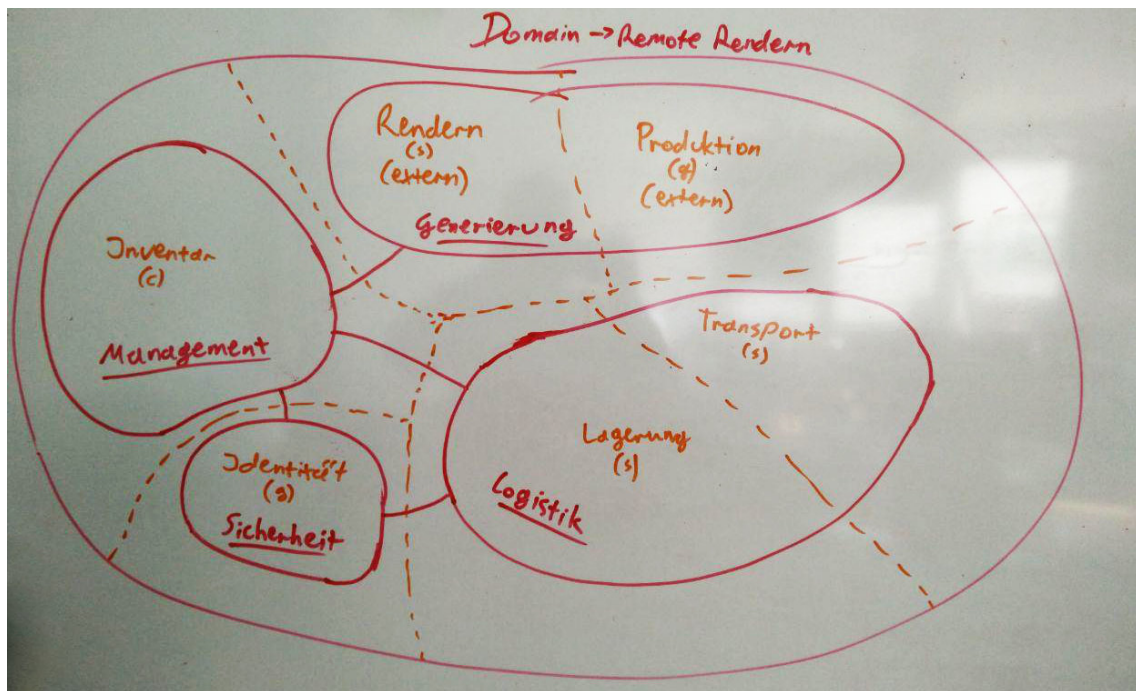 Domain → Remote Rendern
Rendern
(s)
(extern)
Generierung
Produktion
(g)
(extern)
Inventar
(c)
Management
Transport
(s)
Lagerung
(s)
Logistik
Identität
(g)
Sicherheit